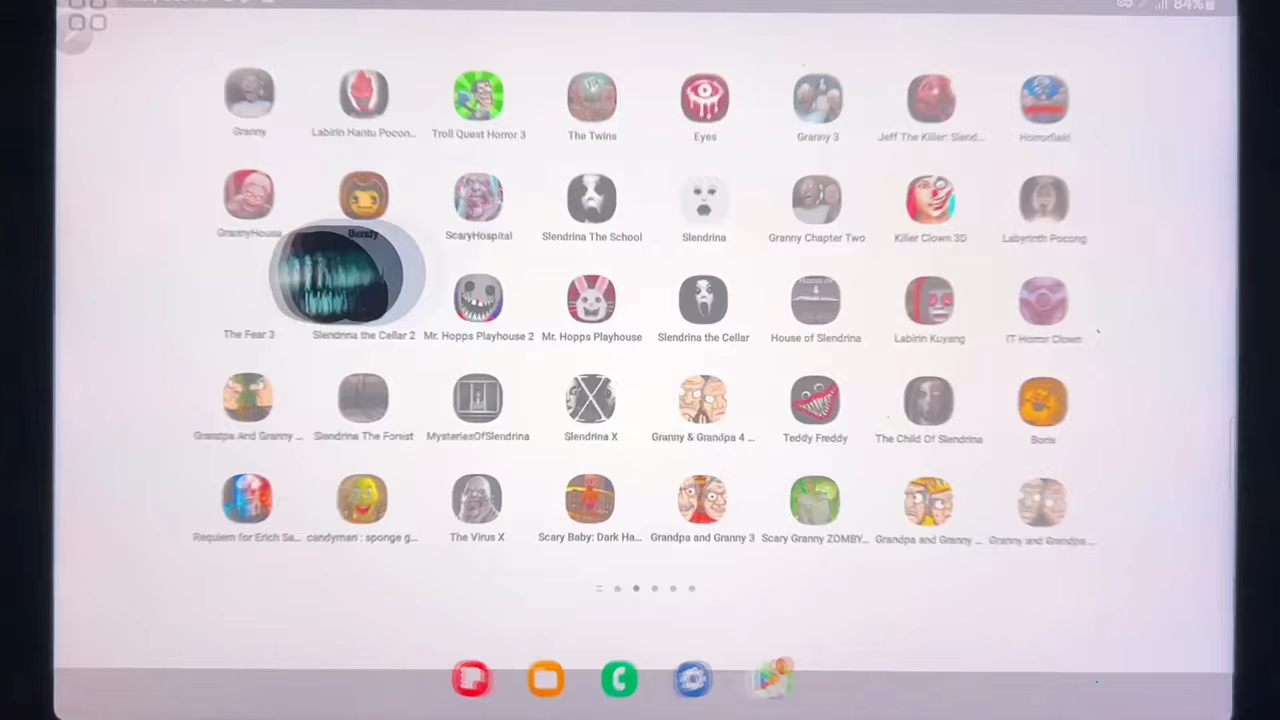 84%
Granny
Labirin Hantu Pocon...
Troll Quest Horror 3
The Twins
Eyes
Granny 3
Jeff The Killer: Slend...
Horrorfield
GrannyHouse
Bendy
ScaryHospital
Slendrina The School
Slendrina
Granny Chapter Two
Killer Clown 3D
Labyrinth Pocong
The Fear 3
Slendrina the Cellar 2
Mr. Hopps Playhouse 2
Mr. Hopps Playhouse
Slendrina the Cellar
House of Slendrina
Labirin Kuyang
IT Horror Clown
Grandpa And Granny ...
Slendrina The Forest
MysteriesOfSlendrina
Slendrina X
Granny & Grandpa 4 ...
Teddy Freddy
The Child Of Slendrina
Boris
Requiem for Erich Sa...
candyman : sponge g...
The Virus X
Scary Baby: Dark Ha...
Grandpa and Granny 3
Scary Granny ZOMBY...
Grandpa and Granny ...
Granny and Grandpa ...